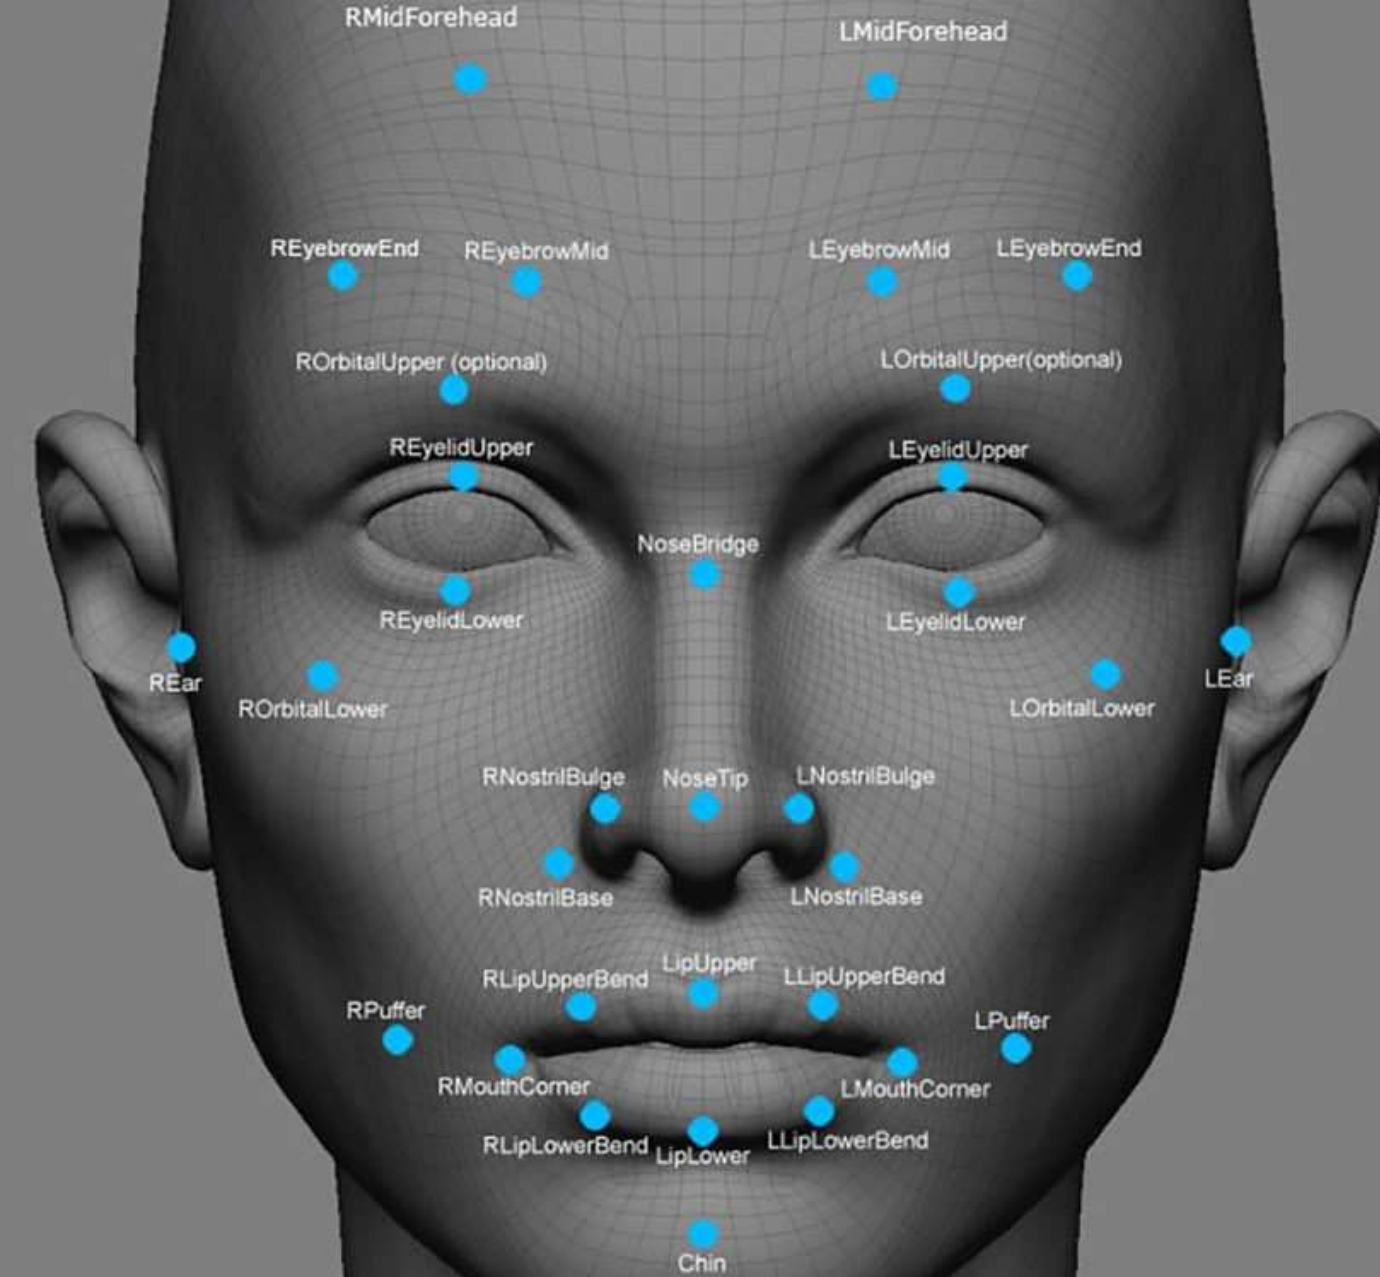 RMidForehead
LMidForehead
REyebrowEnd
REyebrowMid
LEyebrowMid
LEyebrowEnd
ROrbitalUpper (optional)
LOrbitalUpper(optional)
REyelidUpper
LEyelidUpper
NoseBridge
REyelidLower
LEyelidLower
REar
LEar
ROrbitalLower
LOrbitalLower
RNostrilBulge
NoseTip
LNostrilBulge
RNostrilBase
LNostrilBase
RLipUpperBend
LipUpper
LLipUpperBend
RPuffer
LPuffer
RMouthCorner
LMouthCorner
RLipLowerBend
LipLower
LLipLowerBend
Chin